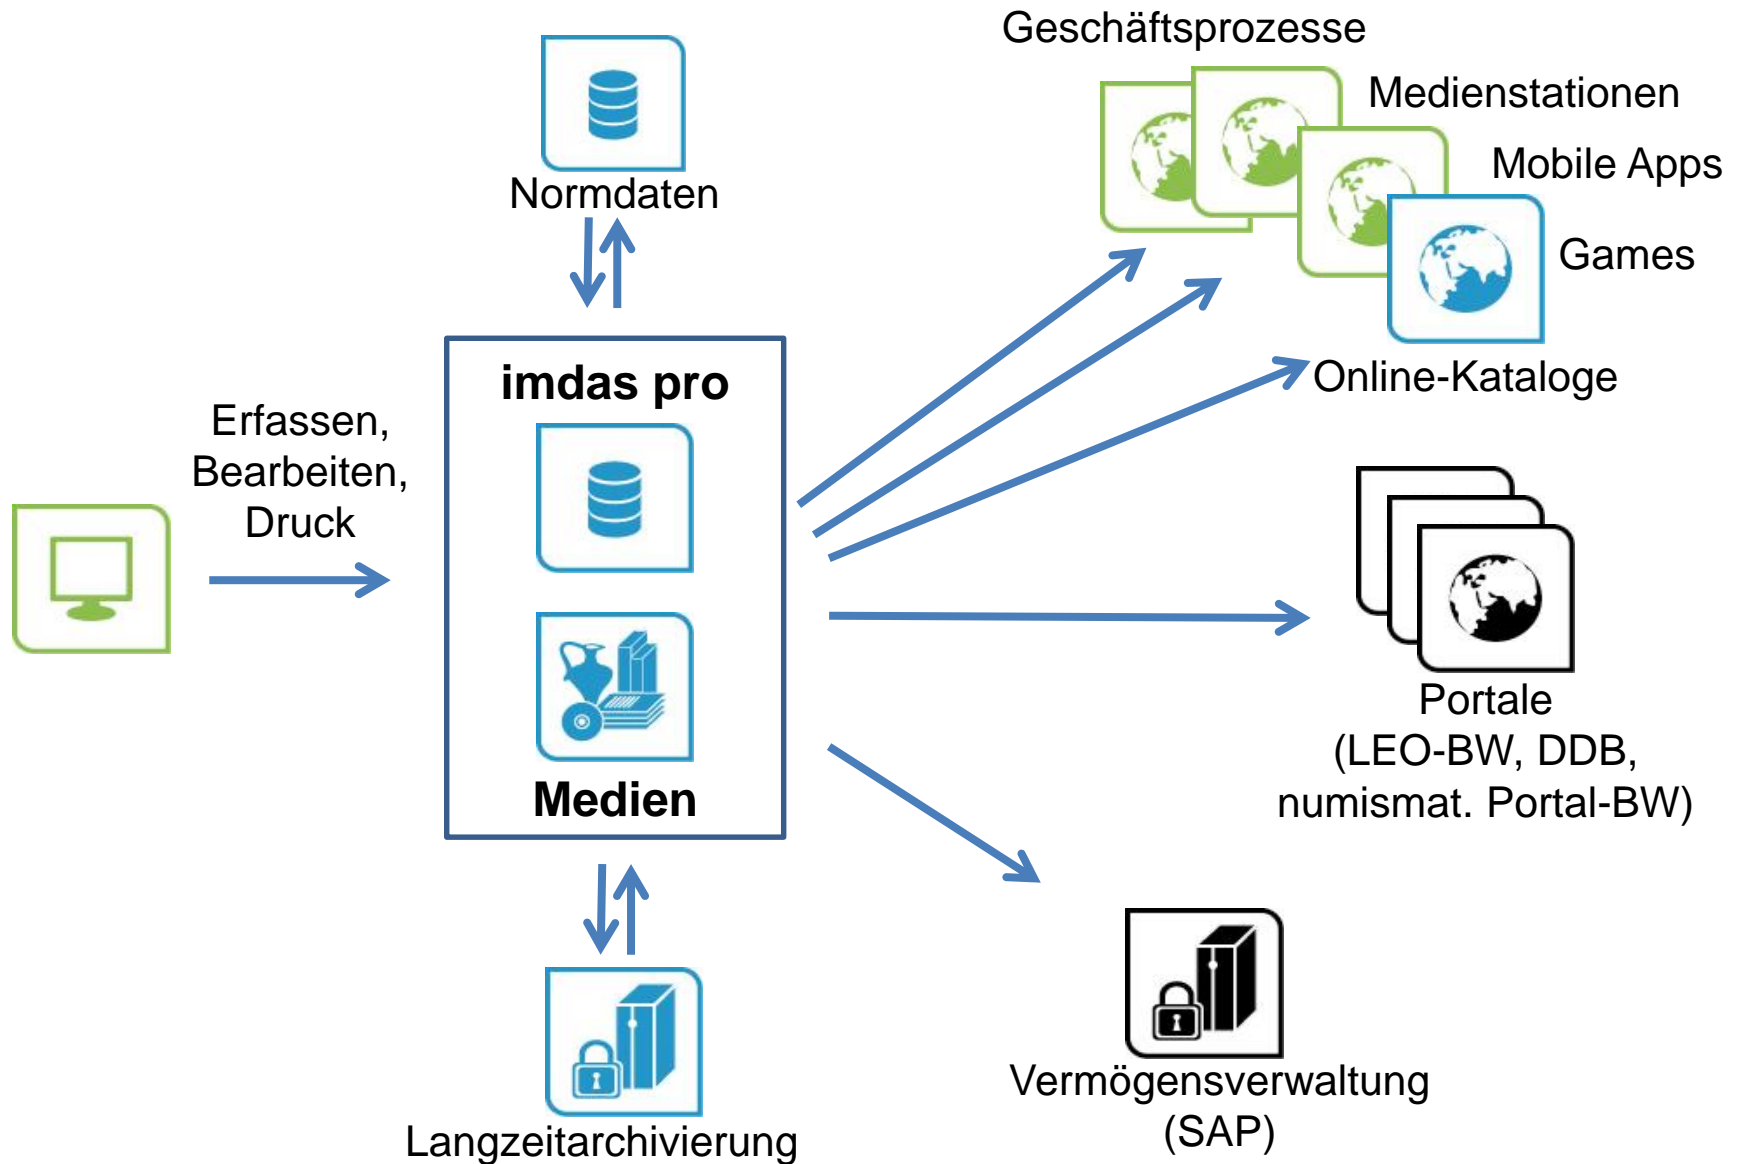 Geschäftsprozesse
Medienstationen
Mobile Apps
Games
Online-Kataloge
Normdaten
imdas pro
Medien
Erfassen,
Bearbeiten,
Druck
Portale
(LEO-BW, DDB,
numismat. Portal-BW)
Langzeitarchivierung
Vermögensverwaltung
(SAP)